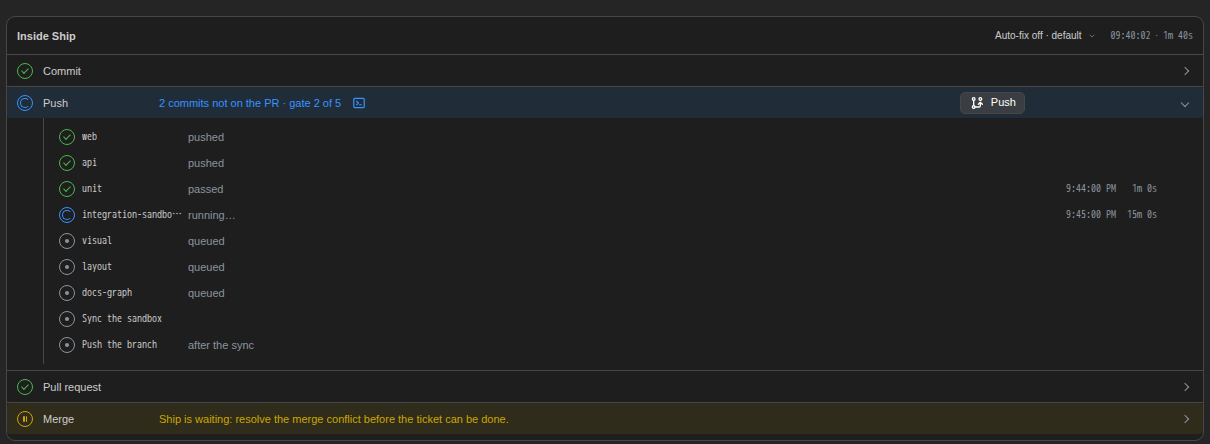 Inside Ship
Auto-fix off · default
09:40:02 · 1m 40s
Commit
Push 2 commits not on the PR · gate 2 of 5 Push
web pushed
api pushed
unit passed 9:44:00 PM 1m 0s
integration-sandbo··· running… 9:45:00 PM 15m 0s
visual queued
layout queued
docs-graph queued
Sync the sandbox
Push the branch after the sync
Pull request
Merge Ship is waiting: resolve the merge conflict before the ticket can be done.